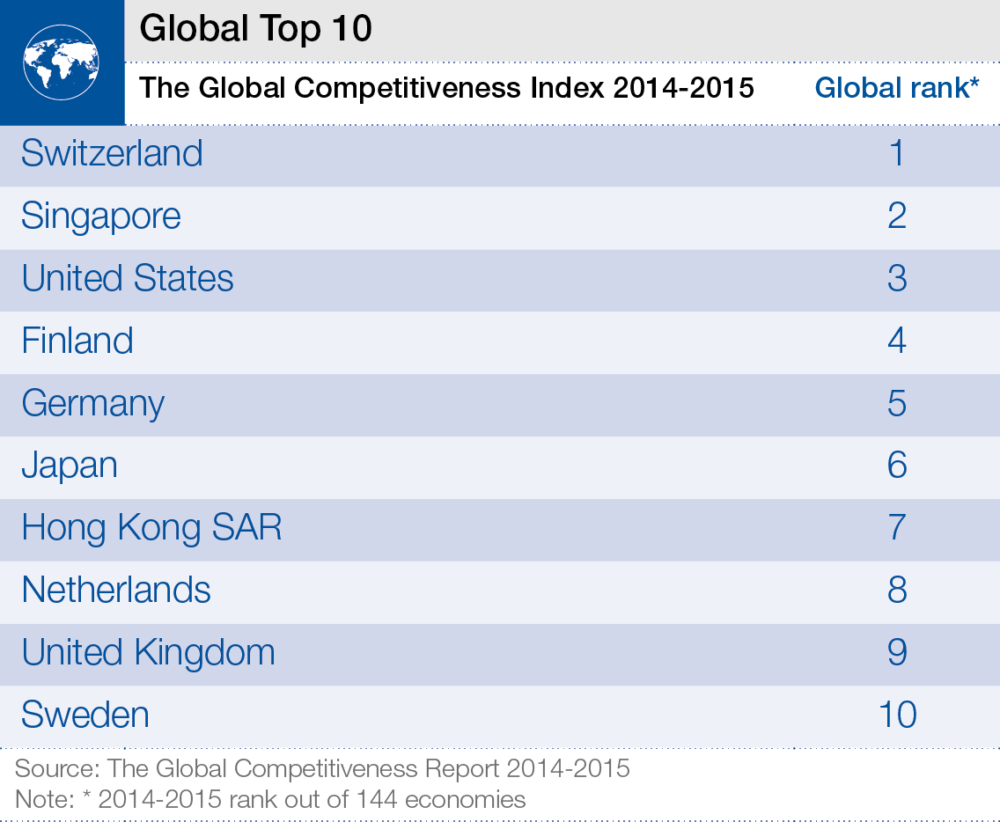 Global Top 10
The Global Competitiveness Index 2014-2015 Global rank*
Switzerland 1
Singapore 2
United States 3
Finland 4
Germany 5
Japan 6
Hong Kong SAR 7
Netherlands 8
United Kingdom 9
Sweden 10
Source: The Global Competitiveness Report 2014-2015
Note: * 2014-2015 rank out of 144 economies